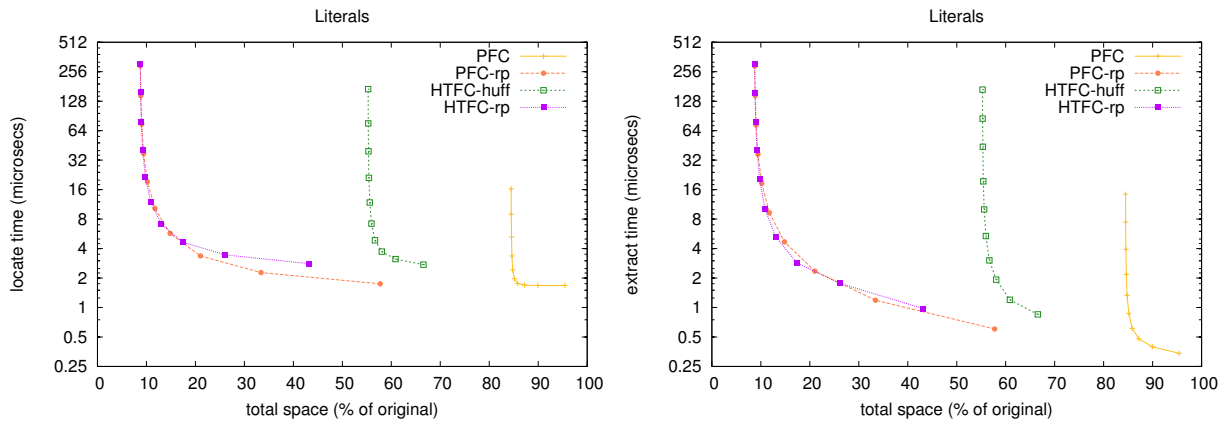 Literals
locate time (microsecs)
512
256
128
64
32
16
8
4
2
1
0.5
0.25
PFC
PFC-rp
HTFC-huff
HTFC-rp
0 10 20 30 40 50 60 70 80 90 100
total space (% of original)
Literals
extract time (microsecs)
512
256
128
64
32
16
8
4
2
1
0.5
0.25
PFC
PFC-rp
HTFC-huff
HTFC-rp
0 10 20 30 40 50 60 70 80 90 100
total space (% of original)